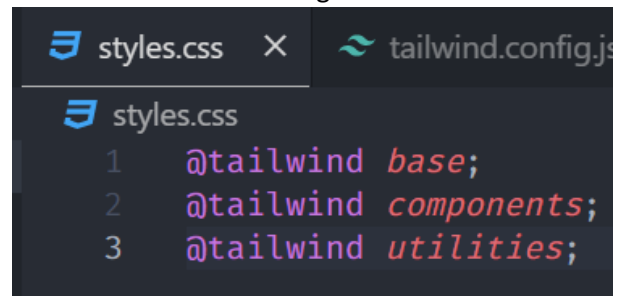 styles.css
tailwind.config.js
styles.css
1 @tailwind base;
2 @tailwind components;
3 @tailwind utilities;